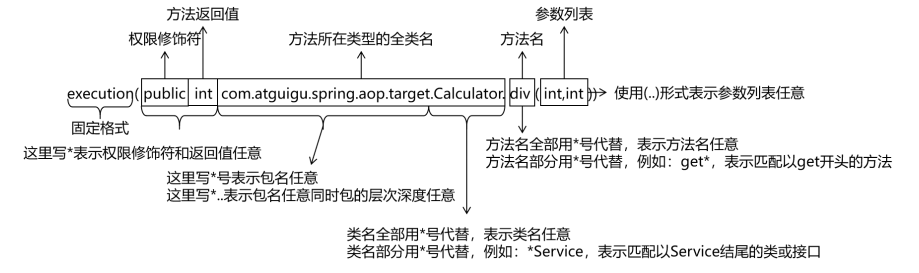 方法返回值
参数列表
权限修饰符
方法所在类型的全类名
方法名
execution(public int com.atguigu.spring.aop.target.Calculator.div(int,int)) 使用(..)形式表示参数列表任意
固定格式
这里写*表示权限修饰符和返回值任意
方法名全部用*号代替，表示方法名任意
方法名部分用*号代替，例如：get*，表示匹配以get开头的方法
这里写*号表示包名任意
这里写*..表示包名任意同时包的层次深度任意
类名全部用*号代替，表示类名任意
类名部分用*号代替，例如：*Service，表示匹配以Service结尾的类或接口